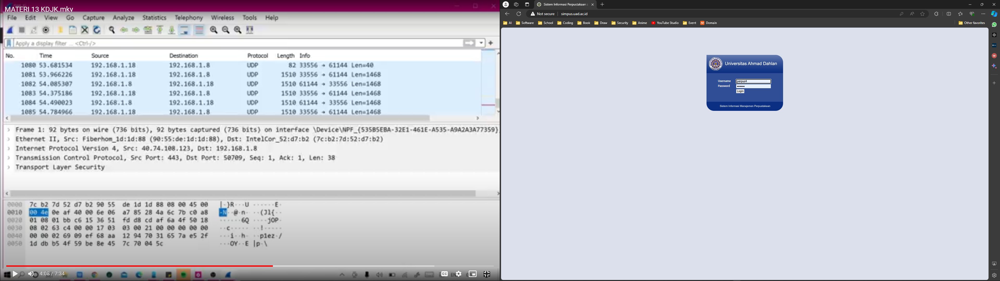 MATERI 13 KDJK.mkv
File Edit View Go Capture Analyze Statistics Telephony Wireless Tools Help
Apply a display filter ... <Ctrl-/>
No. Time Source Destination Protocol Length Info
1080 53.681534 192.168.1.18 192.168.1.8 UDP 82 33556 → 61144 Len=40
1081 53.966226 192.168.1.18 192.168.1.8 UDP 1510 33556 → 61144 Len=1468
1082 54.085307 192.168.1.8 192.168.1.18 UDP 1510 61144 → 33556 Len=1468
1083 54.375186 192.168.1.18 192.168.1.8 UDP 1510 33556 → 61144 Len=1468
1084 54.490023 192.168.1.8 192.168.1.18 UDP 1510 61144 → 33556 Len=1468
1085 54.784966 192.168.1.18 192.168.1.8 UDP 1510 33556 → 61144 Len=1468
Frame 1: 92 bytes on wire (736 bits), 92 bytes captured (736 bits) on interface \Device\NPF_{535B5EBA-32E1-461E-A535-A9A2A3A77359}
Ethernet II, Src: Fiberhom_1d:1d:88 (90:55:de:1d:1d:88), Dst: IntelCor_52:d7:b2 (7c:b2:7d:52:d7:b2)
Internet Protocol Version 4, Src: 40.74.108.123, Dst: 192.168.1.8
Transmission Control Protocol, Src Port: 443, Dst Port: 50709, Seq: 1, Ack: 1, Len: 38
Transport Layer Security
0000 7c b2 7d 52 d7 b2 90 55 de 1d 1d 88 08 00 45 00 |·}R···U ······E·
0010 00 4e 0e af 40 00 6e 06 a7 85 28 4a 6c 7b c0 a8 ·N··@·n· ··(Jl{··
0020 01 08 01 bb c6 15 36 51 fd d8 cd af 6a 4f 50 18 ······6Q ····jOP·
0030 08 02 63 c4 00 00 17 03 03 00 21 00 00 00 00 00 ··c····· ··!·····
0040 00 00 02 69 09 ef 68 aa 12 94 70 31 65 7a e5 2f ···i··h· ··p1ez·/
0050 1d db b5 4f 59 be 8e 45 7c 70 04 5c ···OY··E |p·\
4:08 / 7:34
CC
Sistem Informasi Perpustakaan ::
Not secure simpus.uad.ac.id
AI Software School Coding Book Draw Security Anime YouTube Studio Event Domain Other favorites
Universitas Ahmad Dahlan
Username perpus4
Password ••••••
Login
Sistem Informasi Manajemen Perpustakaan